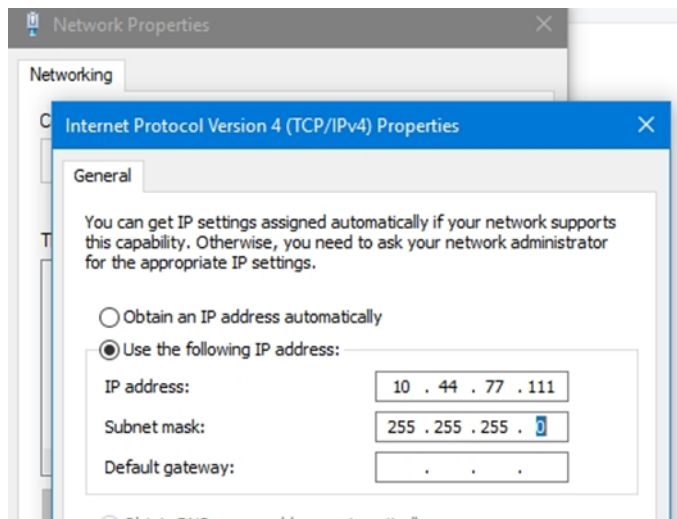 Network Properties
Networking
C
Internet Protocol Version 4 (TCP/IPv4) Properties
General
You can get IP settings assigned automatically if your network supports
this capability. Otherwise, you need to ask your network administrator
for the appropriate IP settings.
T
Obtain an IP address automatically
Use the following IP address:
IP address: 10 . 44 . 77 . 111
Subnet mask: 255 . 255 . 255 . 0
Default gateway: . . .